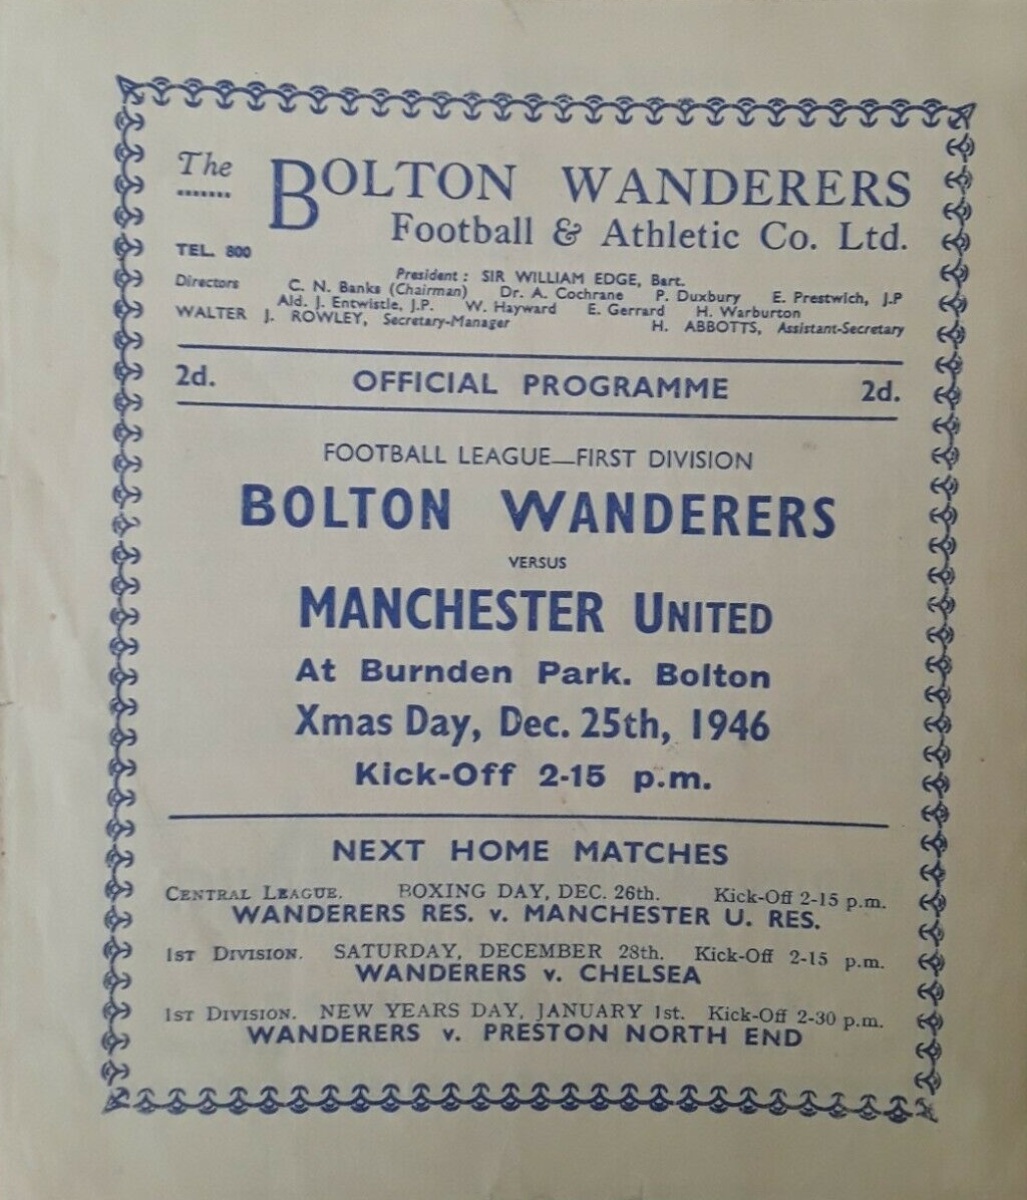 The BOLTON WANDERERS
Football & Athletic Co. Ltd.
TEL. 800
President : SIR WILLIAM EDGE, Bart.
Directors C. N. Banks (Chairman) Dr. A. Cochrane P. Duxbury E. Prestwich, J.P
Ald. J. Entwistle, J.P. W. Hayward E. Gerrard H. Warburton
WALTER J. ROWLEY, Secretary-Manager H. ABBOTTS, Assistant-Secretary
2d. OFFICIAL PROGRAMME 2d.
FOOTBALL LEAGUE—FIRST DIVISION
BOLTON WANDERERS
VERSUS
MANCHESTER UNITED
At Burnden Park. Bolton
Xmas Day, Dec. 25th, 1946
Kick-Off 2-15 p.m.
NEXT HOME MATCHES
CENTRAL LEAGUE. BOXING DAY, DEC. 26th. Kick-Off 2-15 p.m.
WANDERERS RES. v. MANCHESTER U. RES.
1ST DIVISION. SATURDAY, DECEMBER 28th. Kick-Off 2-15 p.m.
WANDERERS v. CHELSEA
1ST DIVISION. NEW YEARS DAY, JANUARY 1st. Kick-Off 2-30 p.m.
WANDERERS v. PRESTON NORTH END